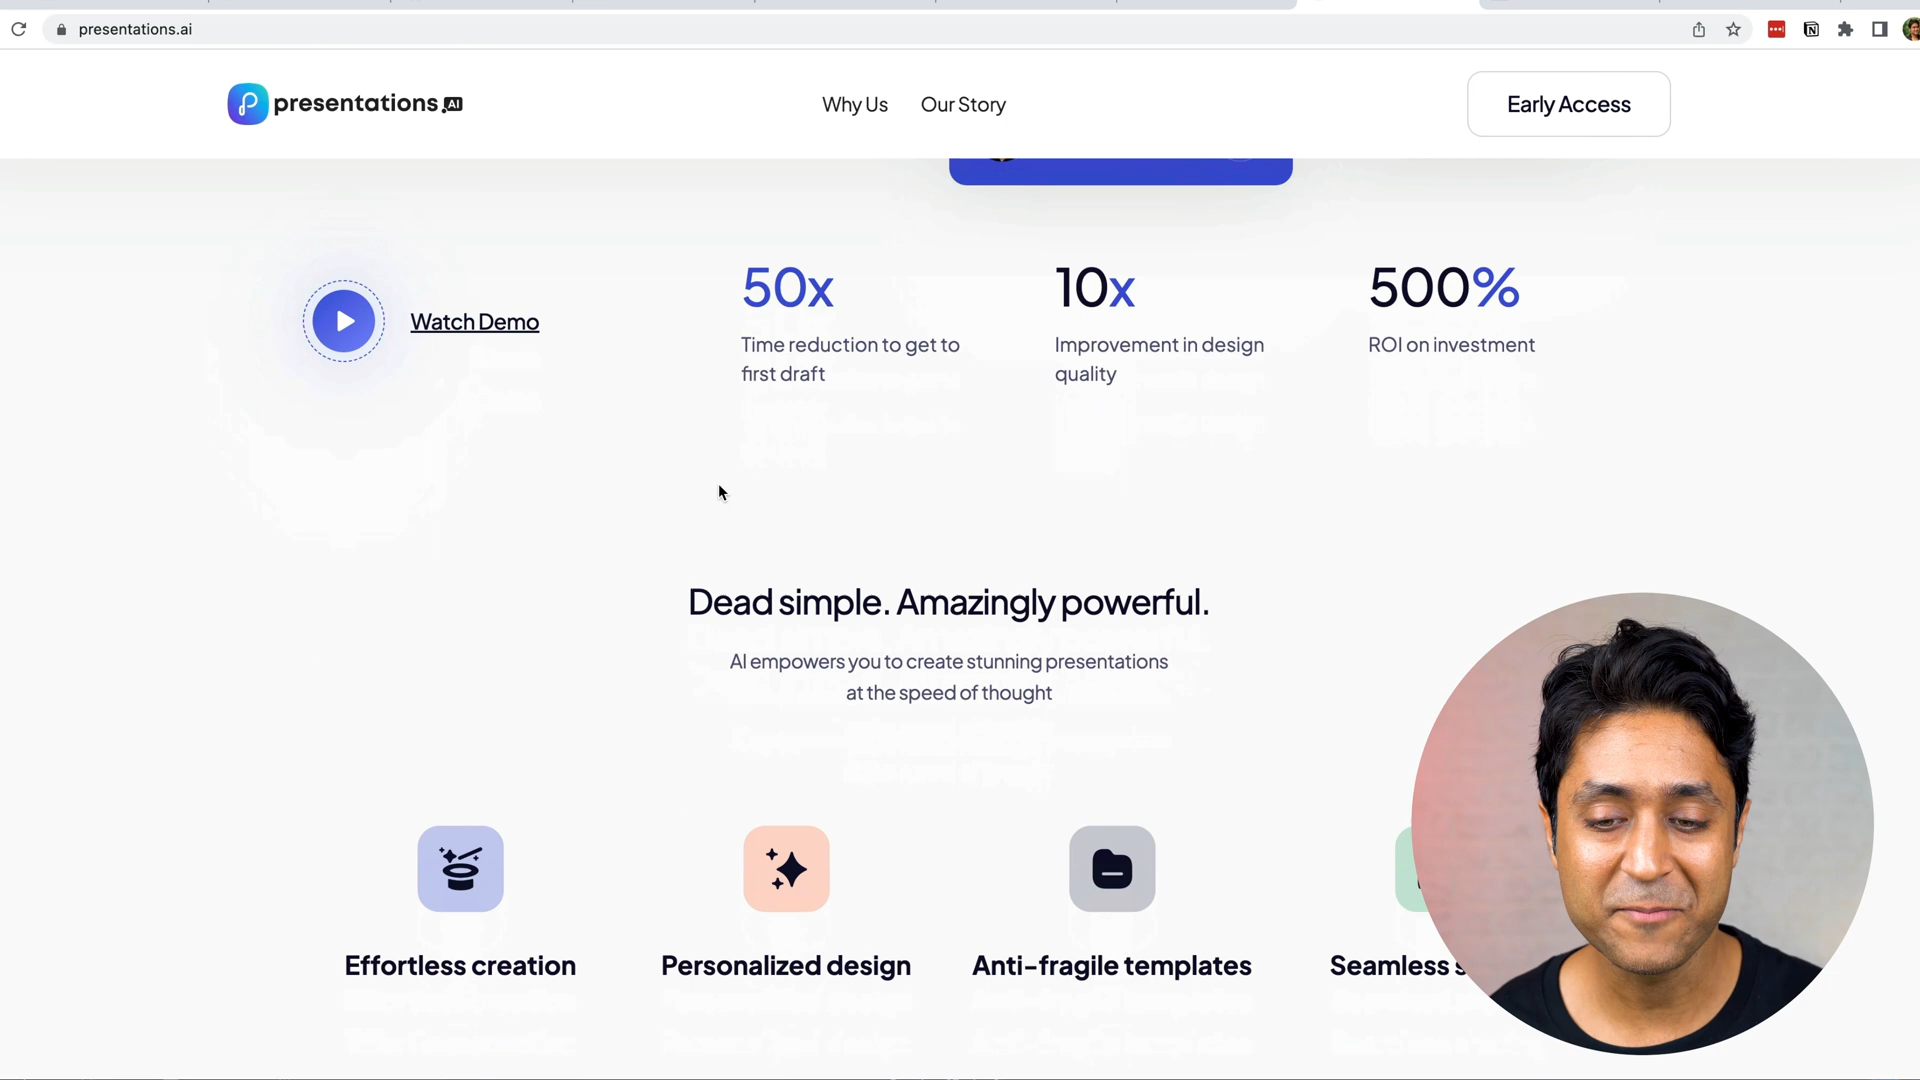 presentations.ai
presentations.AI
Why Us
Our Story
Early Access
Watch Demo
50x
Time reduction to get to
first draft
10x
Improvement in design
quality
500%
ROI on investment
Dead simple. Amazingly powerful.
AI empowers you to create stunning presentations
at the speed of thought
Effortless creation
Personalized design
Anti-fragile templates
Seamless